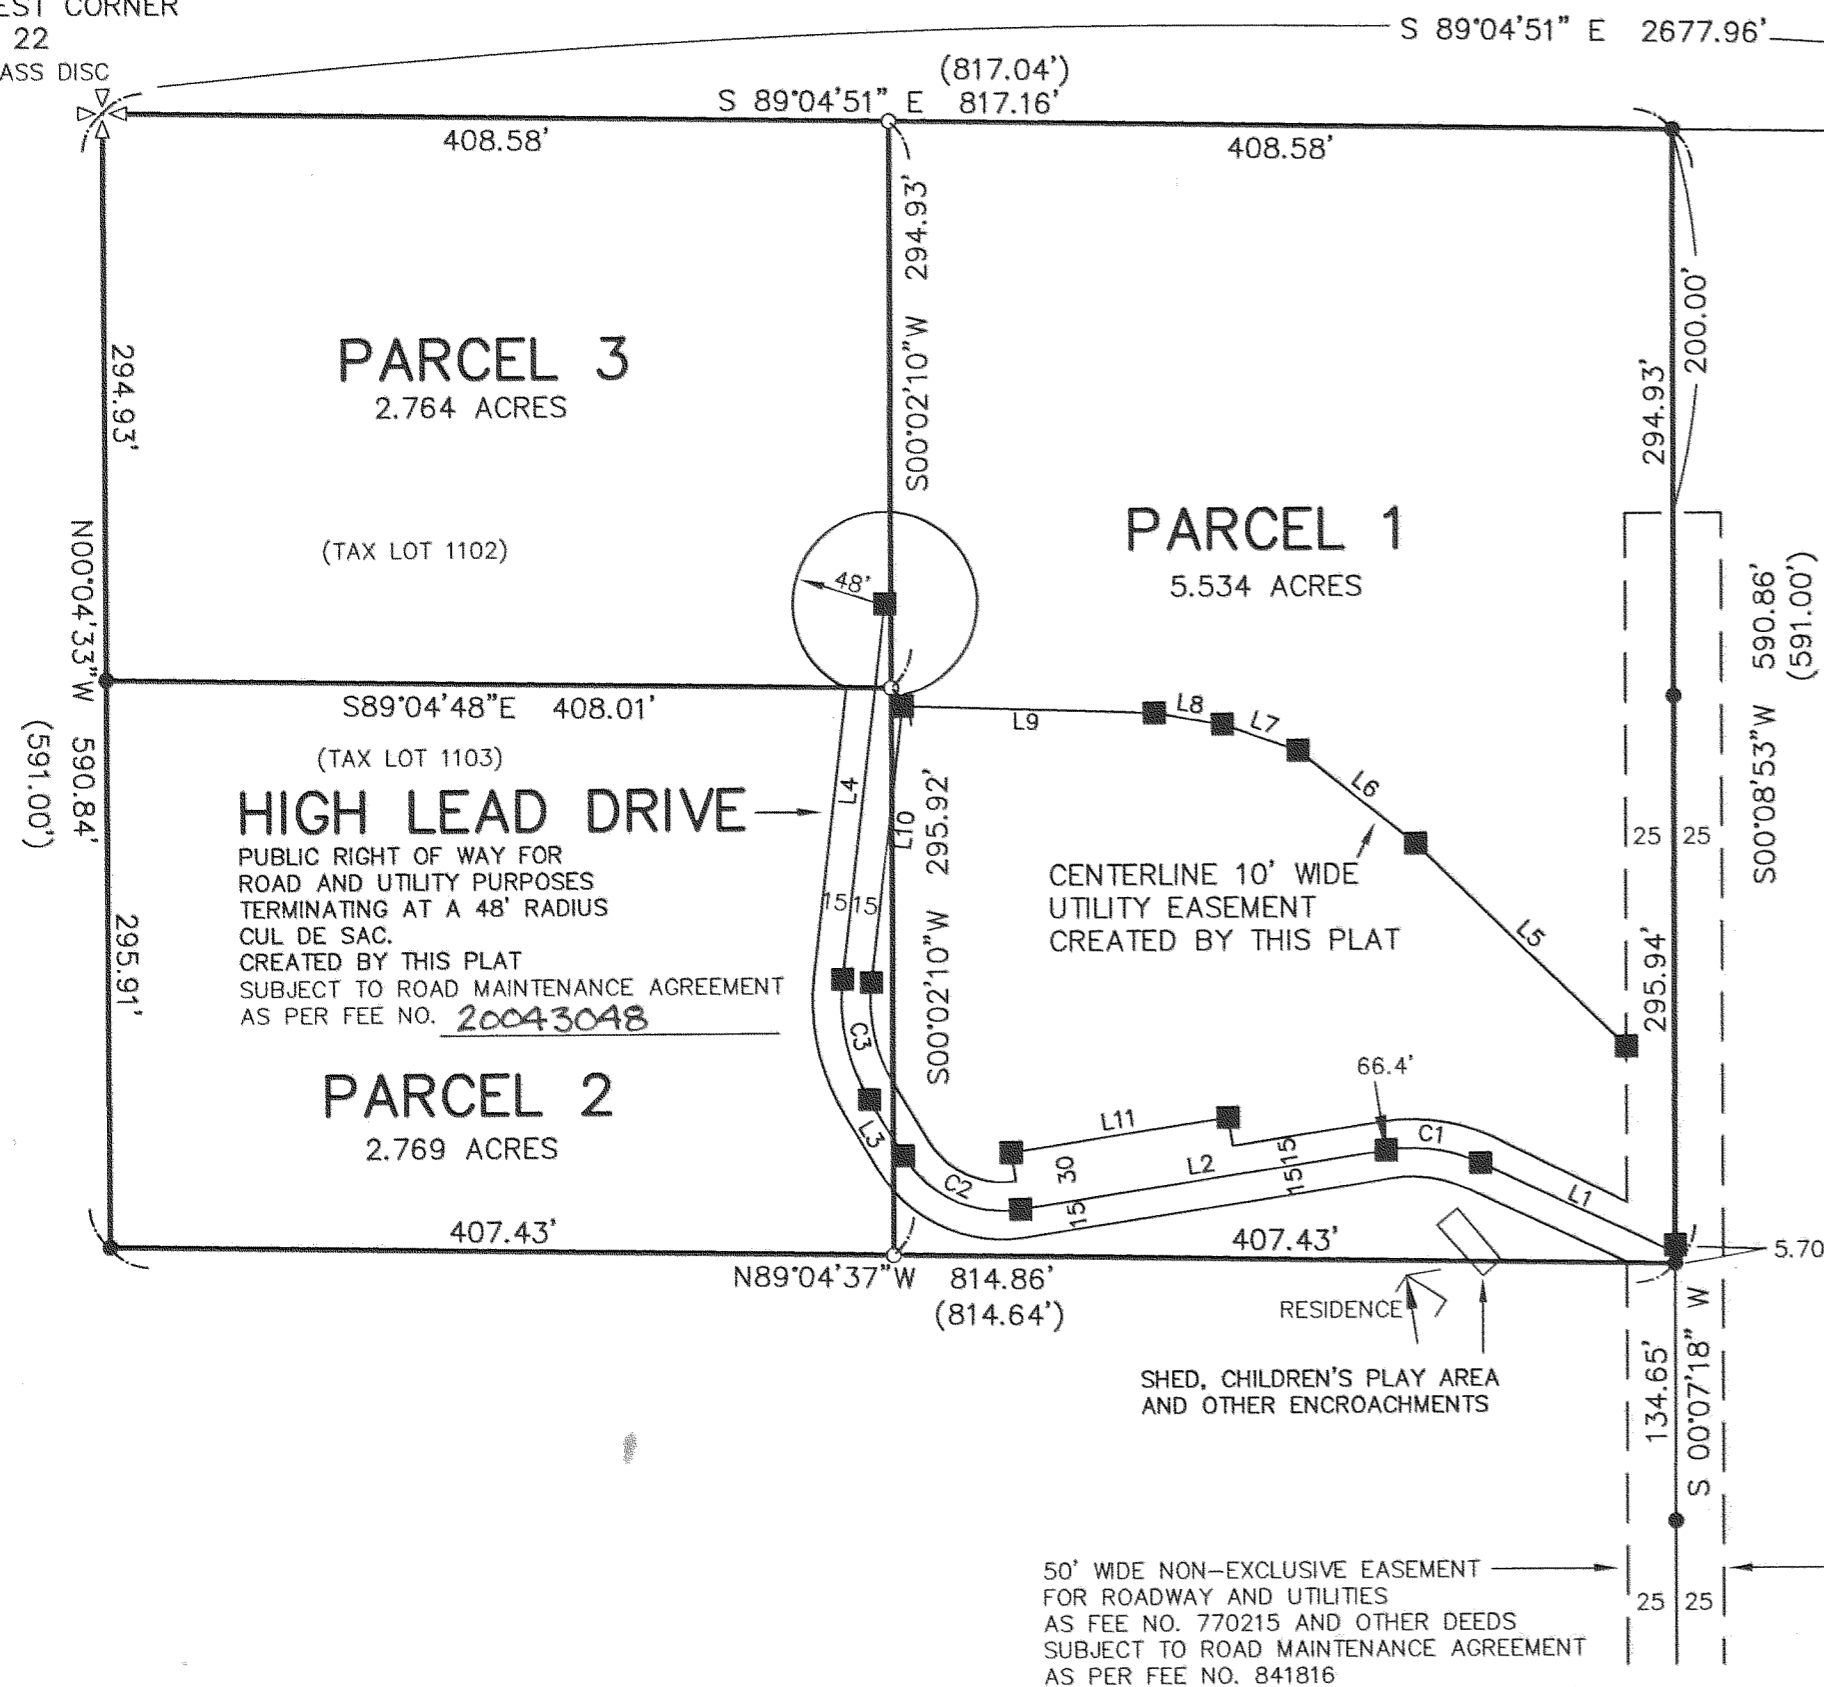 EST CORNER
22
ASS DISC
S 89°04'51" E 2677.96'
(817.04')
S 89°04'51" E 817.16'
408.58'
408.58'
S00°02'10"W 294.93'
200.00'
294.93'
294.93'
PARCEL 3
2.764 ACRES
(TAX LOT 1102)
48'
PARCEL 1
5.534 ACRES
S00°08'53"W 590.86'
(591.00')
N00°04'33"W 590.84'
(591.00')
S89°04'48"E 408.01'
L9
L8
L7
L6
L5
(TAX LOT 1103)
HIGH LEAD DRIVE
PUBLIC RIGHT OF WAY FOR
ROAD AND UTILITY PURPOSES
TERMINATING AT A 48' RADIUS
CUL DE SAC.
CREATED BY THIS PLAT
SUBJECT TO ROAD MAINTENANCE AGREEMENT
AS PER FEE NO. 20043048
L4
L10
15
15
S00°02'10"W 295.92'
25
25
CENTERLINE 10' WIDE
UTILITY EASEMENT
CREATED BY THIS PLAT
295.94'
295.91'
C3
L3
PARCEL 2
2.769 ACRES
66.4'
L11
C1
L2
15
15
30
15
C2
L1
407.43'
407.43'
5.70
N89°04'37"W 814.86'
(814.64')
RESIDENCE
SHED, CHILDREN'S PLAY AREA
AND OTHER ENCROACHMENTS
134.65'
S 00°07'18" W
50' WIDE NON-EXCLUSIVE EASEMENT
FOR ROADWAY AND UTILITIES
AS FEE NO. 770215 AND OTHER DEEDS
SUBJECT TO ROAD MAINTENANCE AGREEMENT
AS PER FEE NO. 841816
25
25